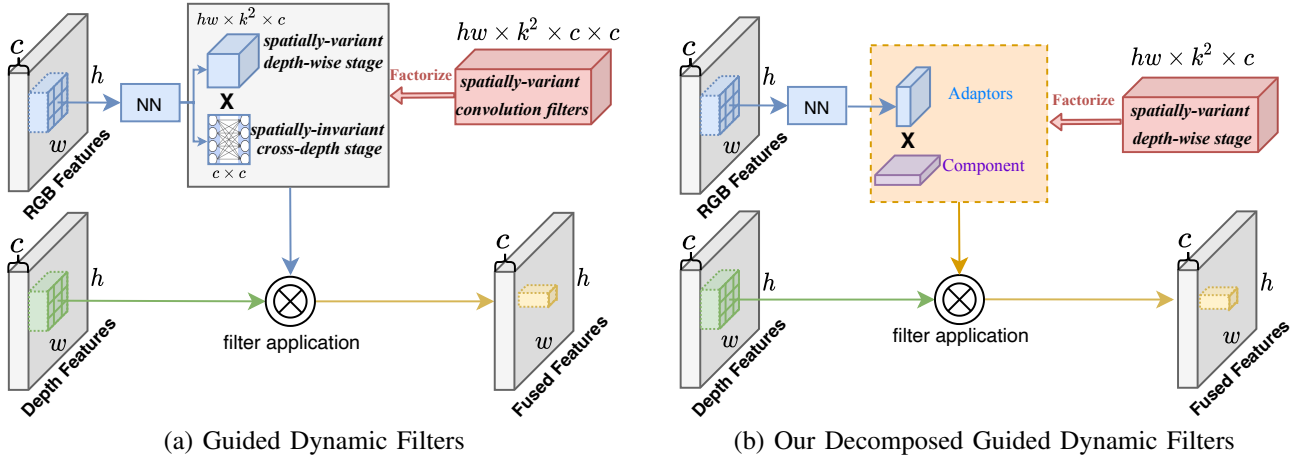 hw × k² × c
spatially-variant
depth-wise stage
X
spatially-invariant
cross-depth stage
c × c
hw × k² × c × c
Factorize
spatially-variant
convolution filters
c
h
NN
w
RGB Features
c
h
w
Depth Features
filter application
c
h
w
Fused Features
(a) Guided Dynamic Filters
c
h
NN
w
RGB Features
Adaptors
X
Component
hw × k² × c
Factorize
spatially-variant
depth-wise stage
c
h
w
Depth Features
filter application
c
h
w
Fused Features
(b) Our Decomposed Guided Dynamic Filters